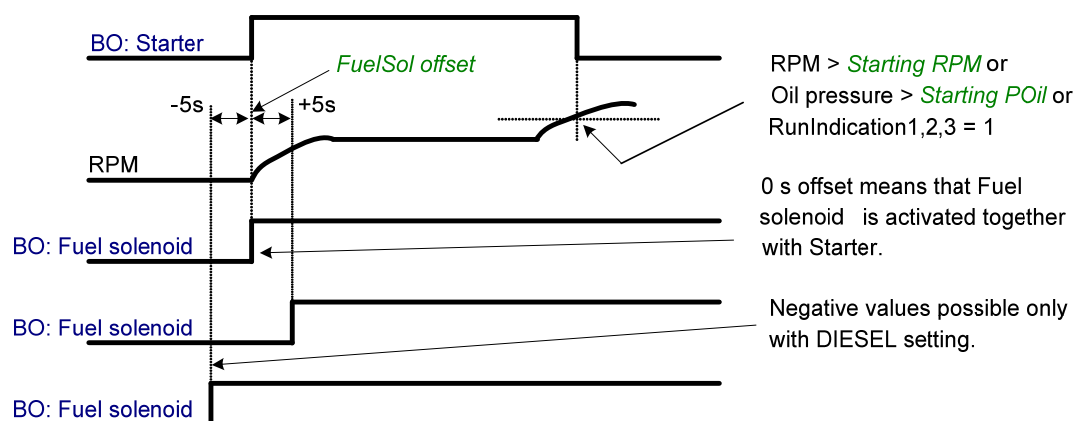 BO: Starter
FuelSol offset
-5s
+5s
RPM > Starting RPM or
Oil pressure > Starting POil or
RunIndication1,2,3 = 1
RPM
0 s offset means that Fuel
solenoid is activated together
with Starter.
BO: Fuel solenoid
BO: Fuel solenoid
Negative values possible only
with DIESEL setting.
BO: Fuel solenoid